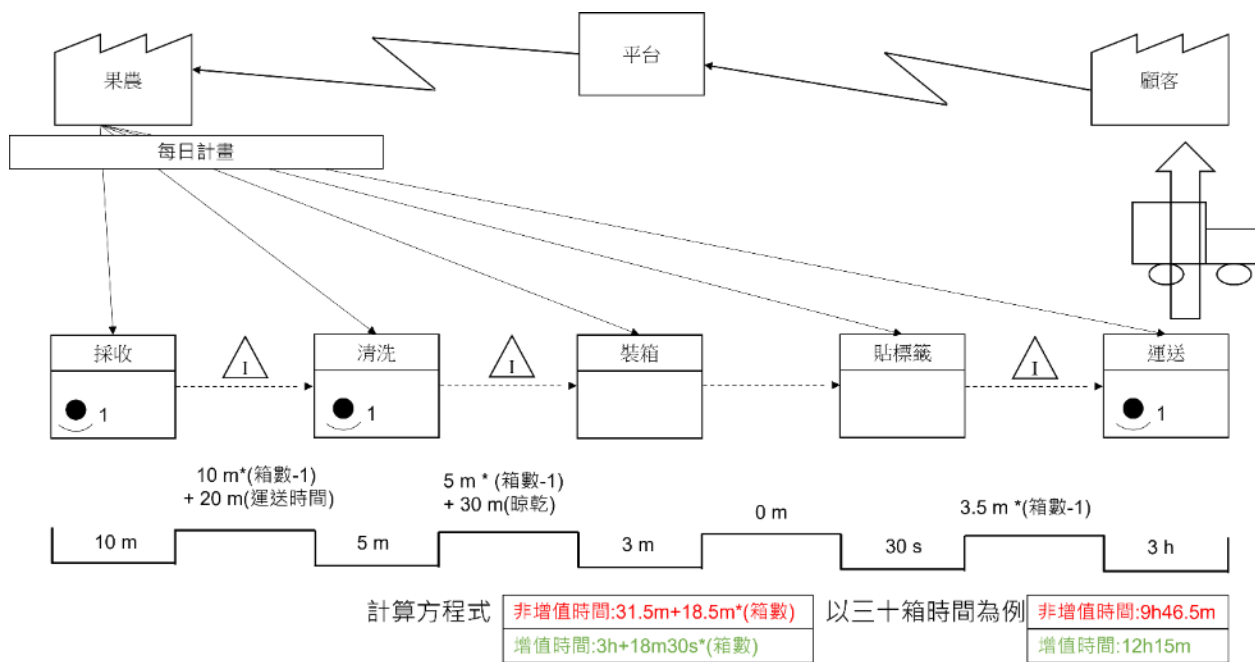 果農
平台
顧客
每日計畫
採收
清洗
裝箱
貼標籤
運送
I
I
I
1
1
1
10 m*(箱數-1)
+ 20 m(運送時間)
5 m * (箱數-1)
+ 30 m(晾乾)
0 m
3.5 m *(箱數-1)
10 m
5 m
3 m
30 s
3 h
計算方程式
非增值時間:31.5m+18.5m*(箱數)
增值時間:3h+18m30s*(箱數)
以三十箱時間為例
非增值時間:9h46.5m
增值時間:12h15m